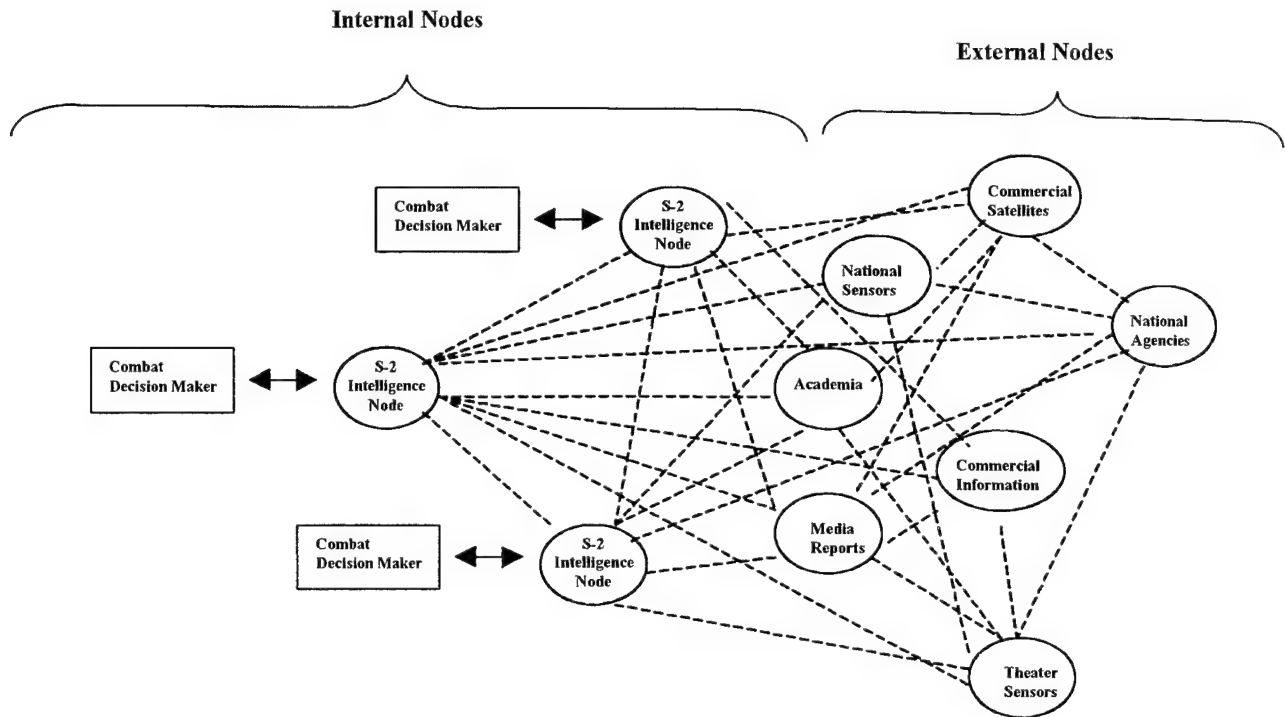 Internal Nodes
External Nodes
Combat
Decision Maker
S-2
Intelligence
Node
Commercial
Satellites
National
Sensors
National
Agencies
Combat
Decision Maker
S-2
Intelligence
Node
Academia
Commercial
Information
Combat
Decision Maker
S-2
Intelligence
Node
Media
Reports
Theater
Sensors